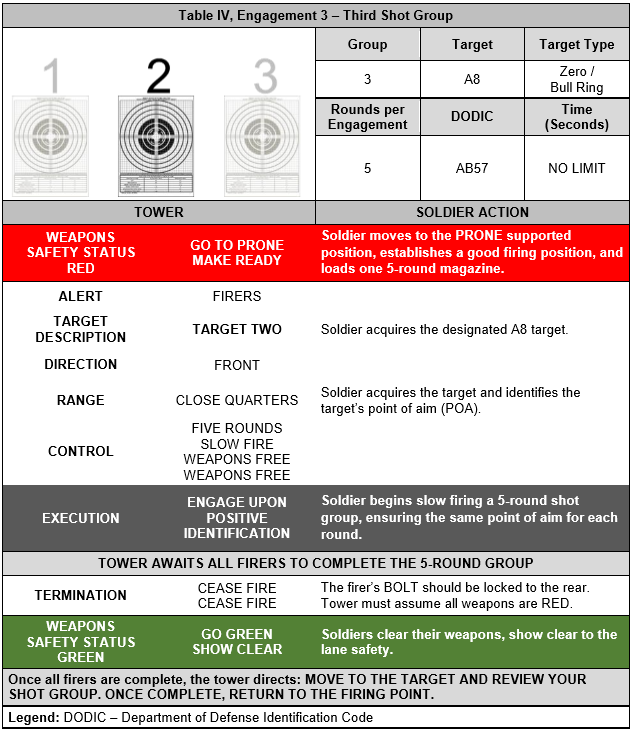 Table IV, Engagement 3 – Third Shot Group
1 2 3
Group Target Target Type
3 A8 Zero /
Bull Ring
Rounds per
Engagement
DODIC
Time
(Seconds)
5 AB57 NO LIMIT
TOWER SOLDIER ACTION
WEAPONS
SAFETY STATUS
RED
GO TO PRONE
MAKE READY
Soldier moves to the PRONE supported
position, establishes a good firing position, and
loads one 5-round magazine.
ALERT FIRERS
TARGET
DESCRIPTION
TARGET TWO
Soldier acquires the designated A8 target.
DIRECTION FRONT
RANGE CLOSE QUARTERS
Soldier acquires the target and identifies the
target's point of aim (POA).
CONTROL
FIVE ROUNDS
SLOW FIRE
WEAPONS FREE
WEAPONS FREE
EXECUTION
ENGAGE UPON
POSITIVE
IDENTIFICATION
Soldier begins slow firing a 5-round shot
group, ensuring the same point of aim for each
round.
TOWER AWAITS ALL FIRERS TO COMPLETE THE 5-ROUND GROUP
TERMINATION
CEASE FIRE
CEASE FIRE
The firer's BOLT should be locked to the rear.
Tower must assume all weapons are RED.
WEAPONS
SAFETY STATUS
GREEN
GO GREEN
SHOW CLEAR
Soldiers clear their weapons, show clear to the
lane safety.
Once all firers are complete, the tower directs: MOVE TO THE TARGET AND REVIEW YOUR
SHOT GROUP. ONCE COMPLETE, RETURN TO THE FIRING POINT.
Legend: DODIC – Department of Defense Identification Code